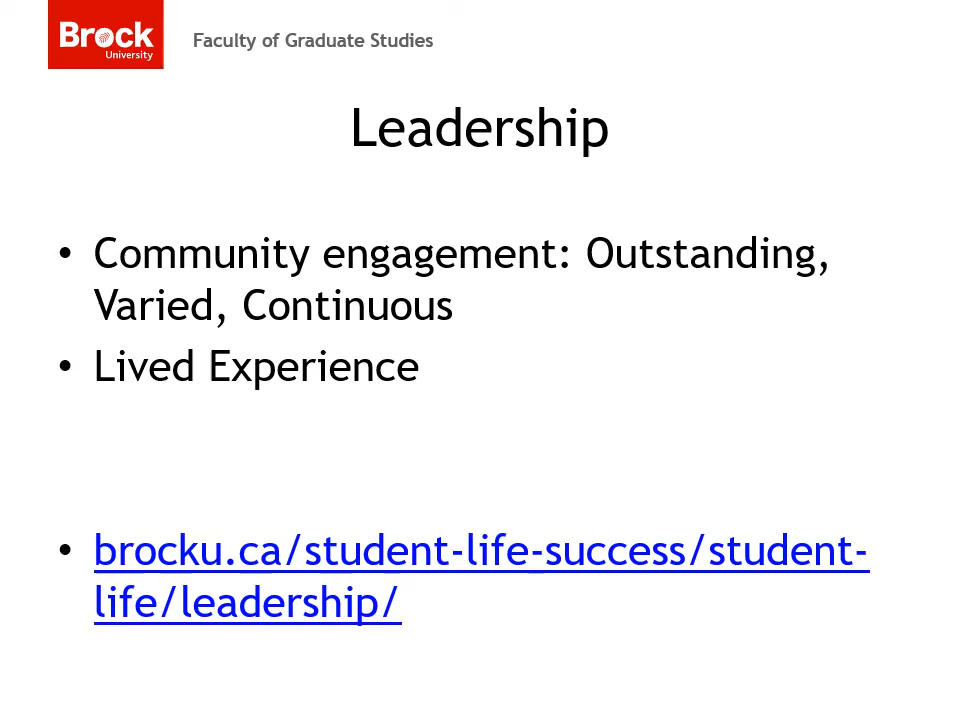 Brock
University
Faculty of Graduate Studies
Leadership
• Community engagement: Outstanding,
Varied, Continuous
• Lived Experience
• brocku.ca/student-life-success/student-
life/leadership/